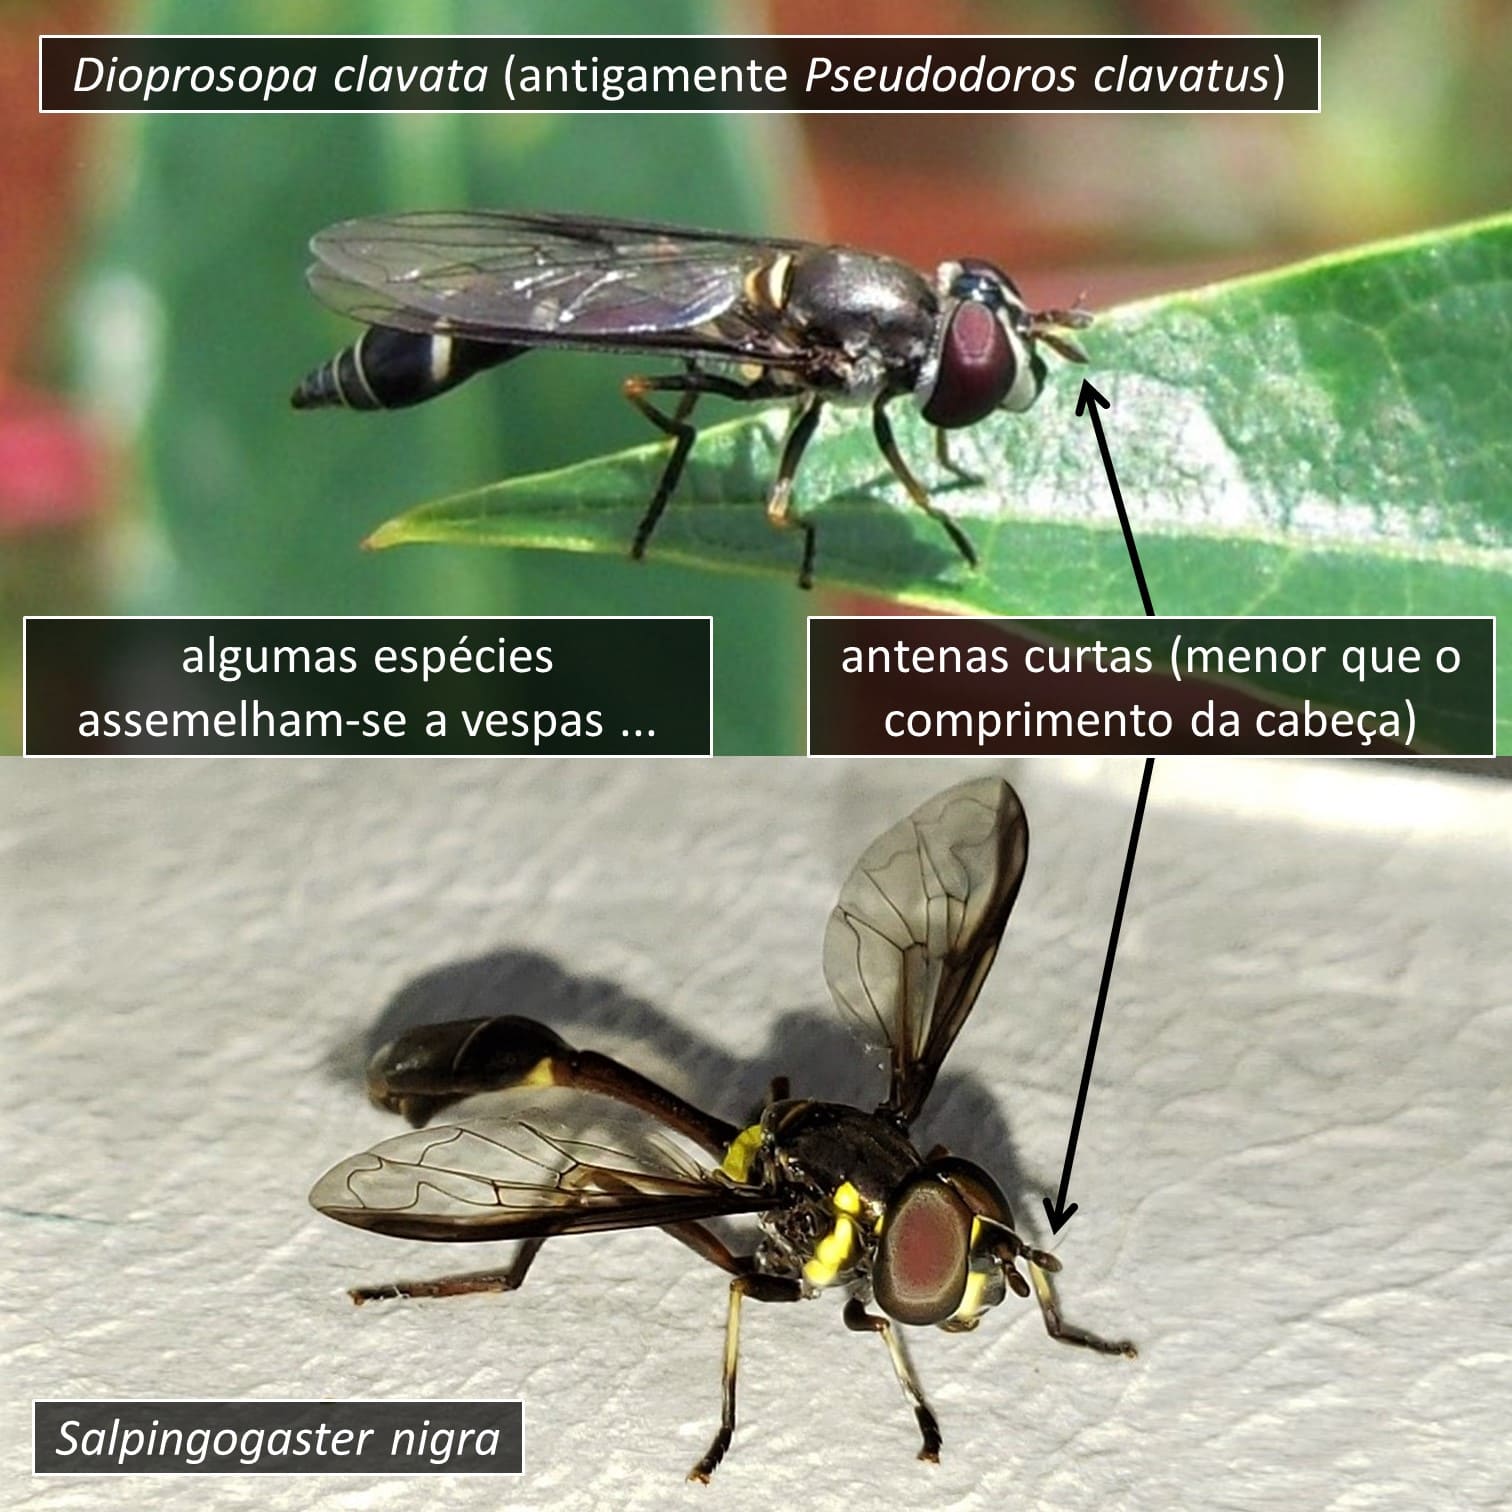 Dioprosopa clavata (antigamente Pseudodoros clavatus)
algumas espécies
assemelham-se a vespas ...
antenas curtas (menor que o
comprimento da cabeça)
Salpingogaster nigra